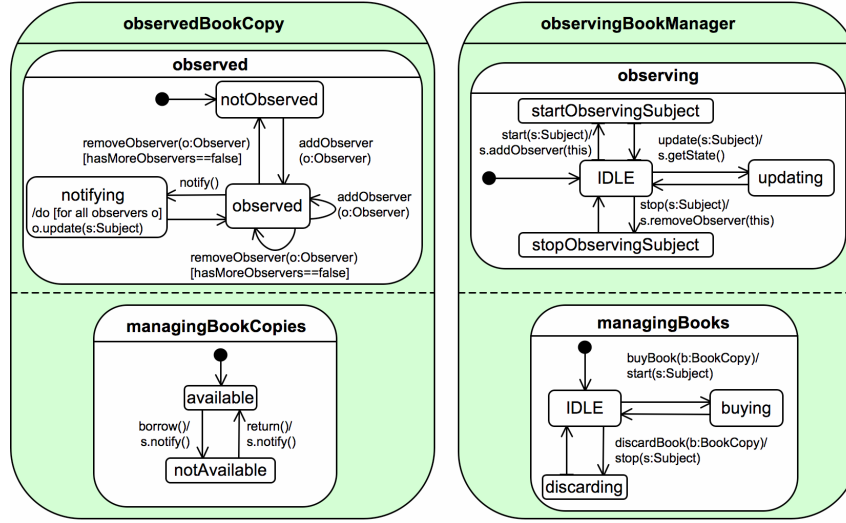 observedBookCopy
observed
notObserved
removeObserver(o:Observer)
[hasMoreObservers==false]
addObserver
(o:Observer)
notifying
/do [for all observers o]
o.update(s:Subject)
notify()
observed
addObserver
(o:Observer)
removeObserver(o:Observer)
[hasMoreObservers==false]
managingBookCopies
available
borrow()/
s.notify()
return()/
s.notify()
notAvailable
observingBookManager
observing
startObservingSubject
start(s:Subject)/
s.addObserver(this)
update(s:Subject)/
s.getState()
IDLE
updating
stop(s:Subject)/
s.removeObserver(this)
stopObservingSubject
managingBooks
buyBook(b:BookCopy)/
start(s:Subject)
IDLE
buying
discardBook(b:BookCopy)/
stop(s:Subject)
discarding